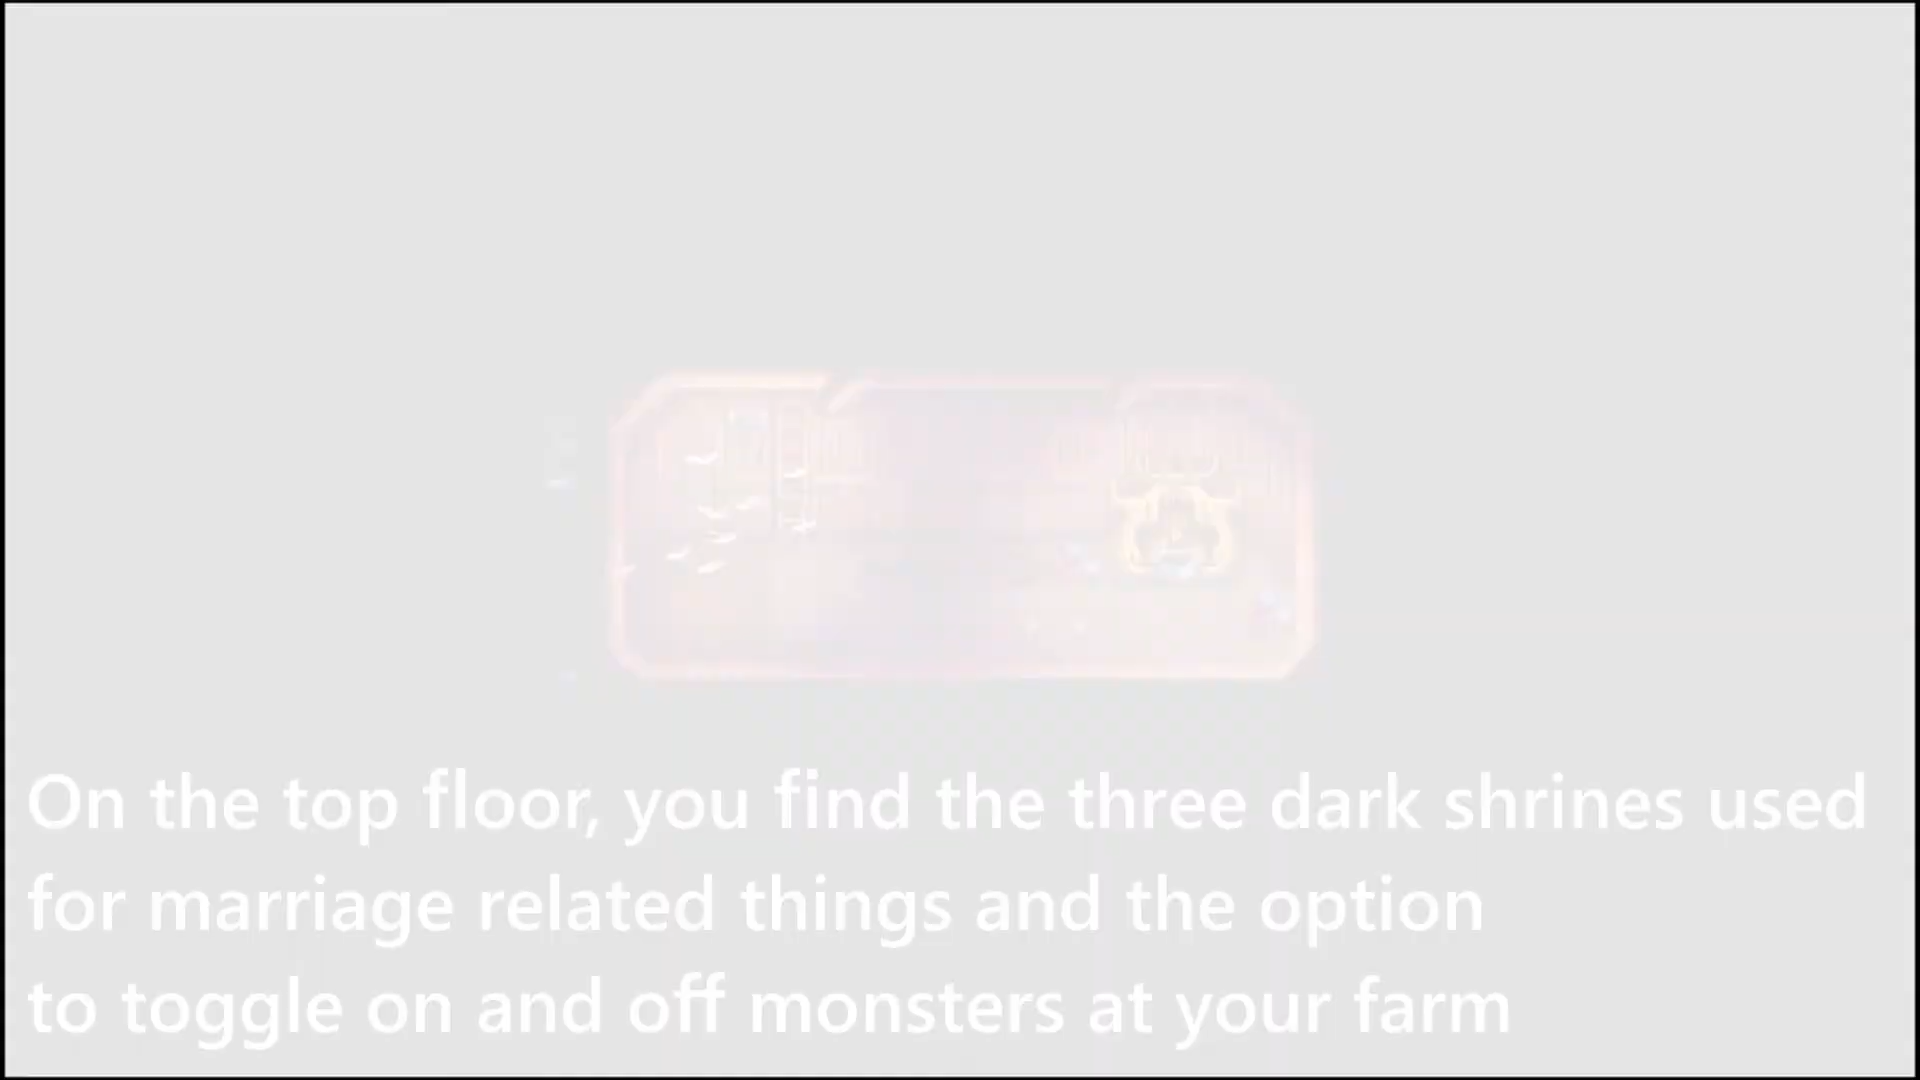 On the top floor, you find the three dark shrines used
for marriage related things and the option
to toggle on and off monsters at your farm